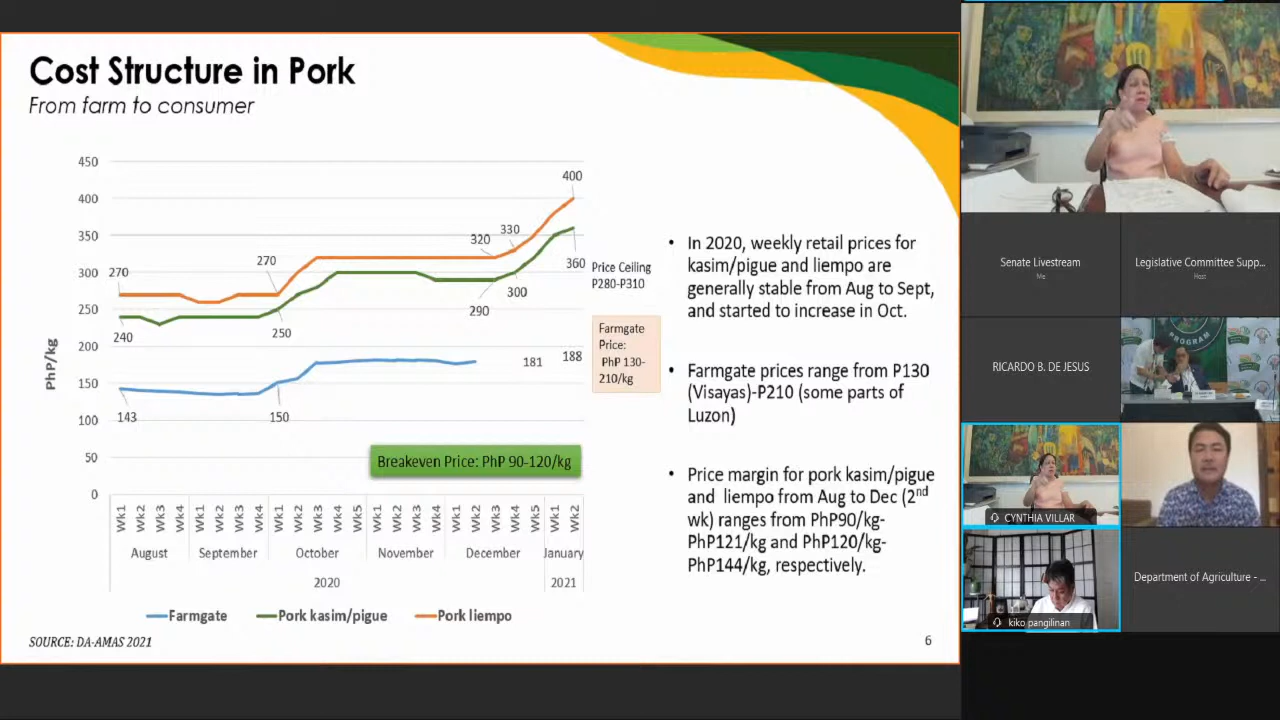 Cost Structure in Pork
From farm to consumer
PhP/kg
450
400
350
300
250
200
150
100
50
0
270
240
143
270
250
150
320
330
290
300
400
360
181
188
Price Ceiling
P280-P310
Farmgate
Price:
PhP 130-
210/kg
Breakeven Price: PhP 90-120/kg
Wk1 Wk2 Wk3 Wk4 Wk1 Wk2 Wk3 Wk4 Wk1 Wk2 Wk3 Wk4 Wk5 Wk1 Wk2 Wk3 Wk4 Wk1 Wk2 Wk3 Wk4 Wk5 Wk1 Wk2
August September October November December January
2020 2021
Farmgate Pork kasim/pigue Pork liempo
SOURCE: DA-AMAS 2021
• In 2020, weekly retail prices for
kasim/pigue and liempo are
generally stable from Aug to Sept,
and started to increase in Oct.
• Farmgate prices range from P130
(Visayas)-P210 (some parts of
Luzon)
• Price margin for pork kasim/pigue
and liempo from Aug to Dec (2nd
wk) ranges from PhP90/kg-
PhP121/kg and PhP120/kg-
PhP144/kg, respectively.
6
Senate Livestream
Me
Legislative Committee Supp...
Host
RICARDO B. DE JESUS
PROGRAM
CYNTHIA VILLAR
kiko pangilinan
Department of Agriculture - ...